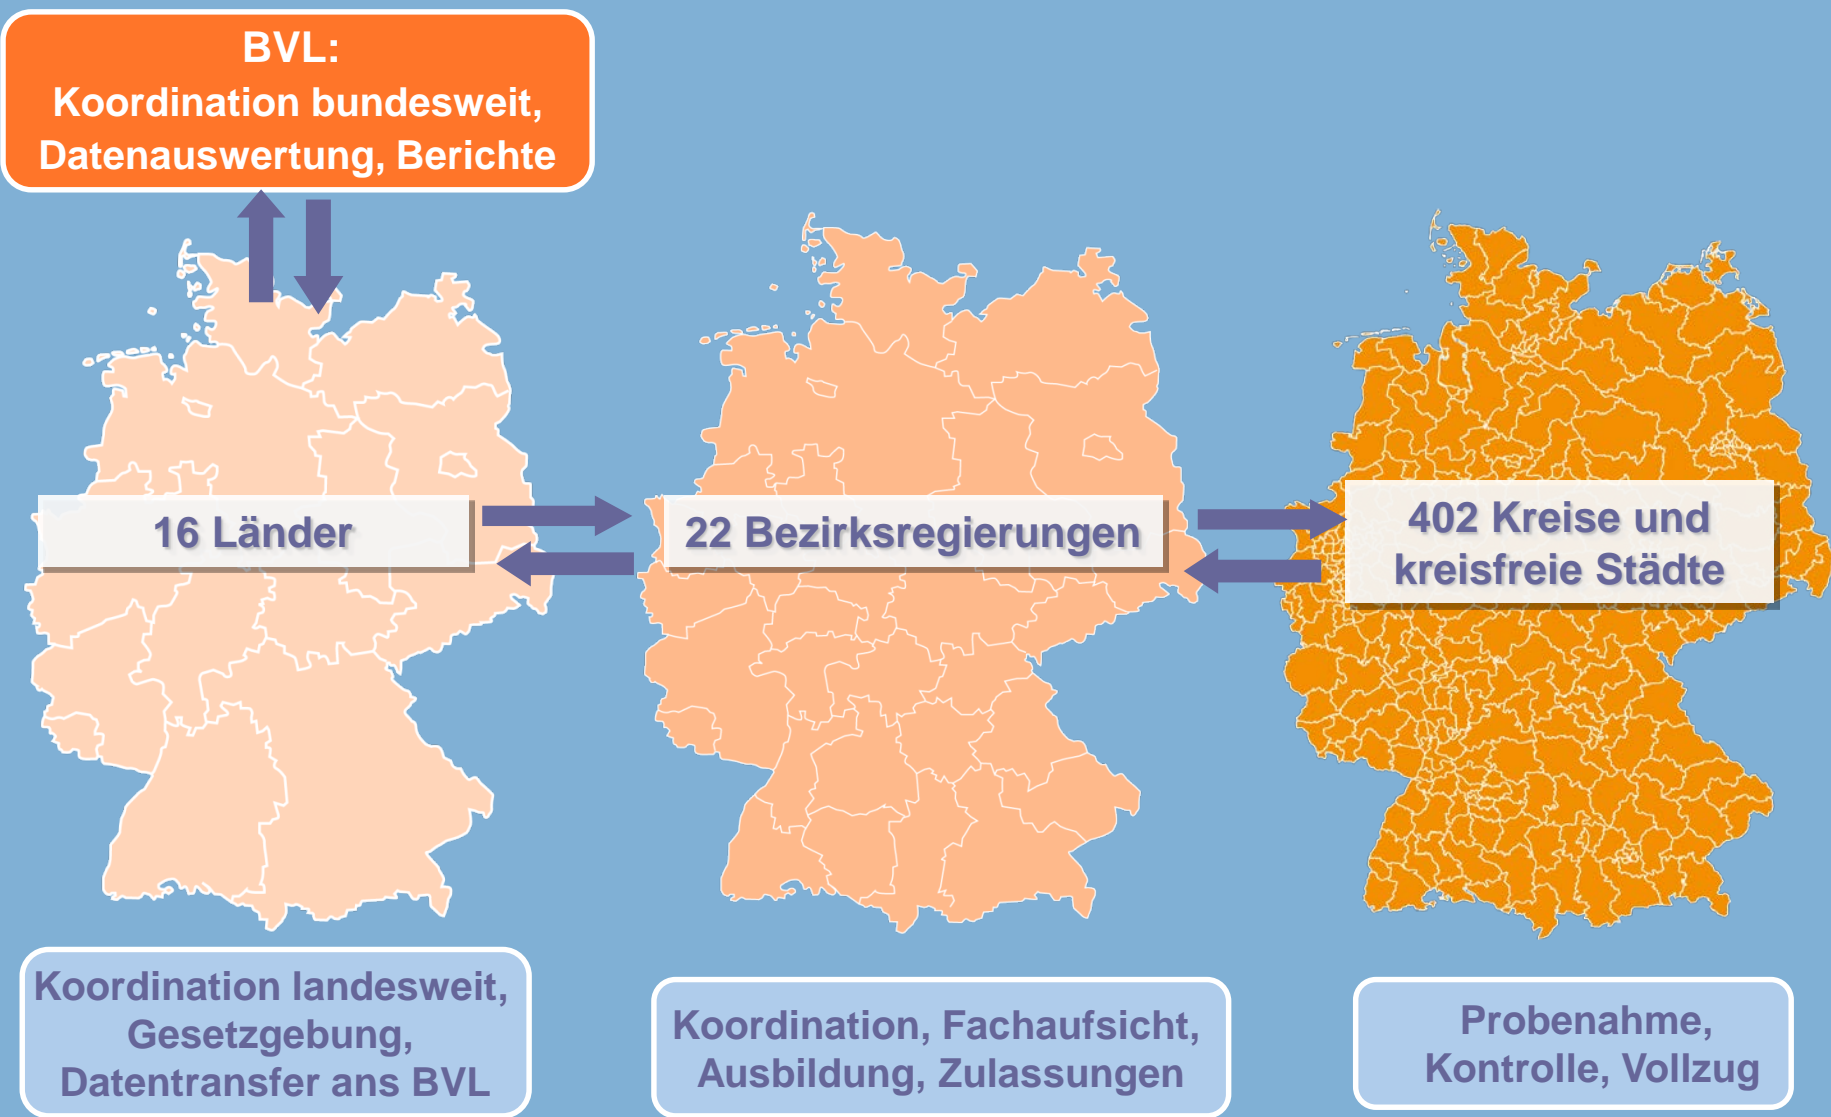 BVL:
Koordination bundesweit,
Datenauswertung, Berichte
16 Länder
22 Bezirksregierungen
402 Kreise und
kreisfreie Städte
Koordination landesweit,
Gesetzgebung,
Datentransfer ans BVL
Koordination, Fachaufsicht,
Ausbildung, Zulassungen
Probenahme,
Kontrolle, Vollzug